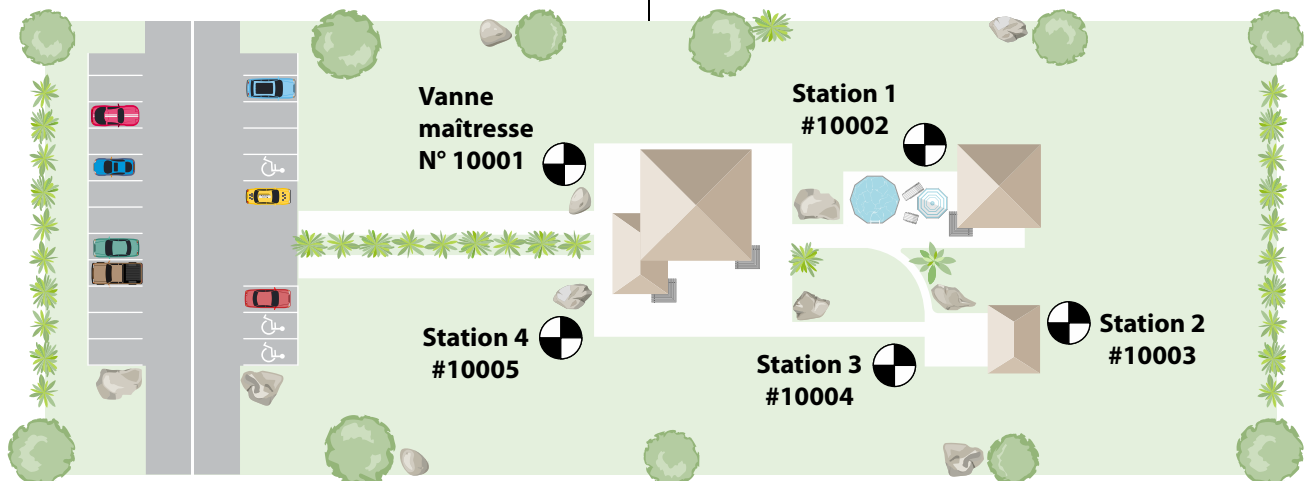 Vanne
maîtresse
N° 10001
Station 1
#10002
Station 4
#10005
Station 3
#10004
Station 2
#10003